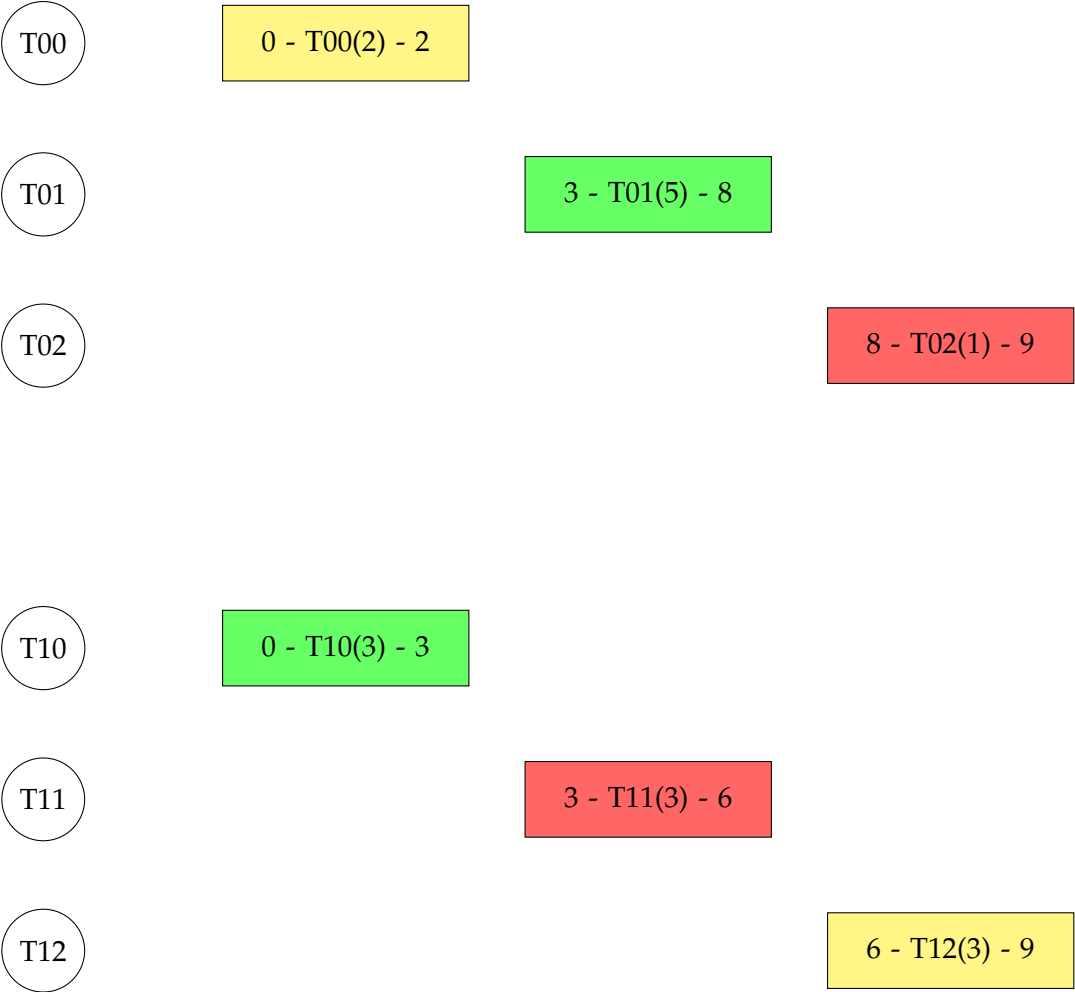 T00
0 - T00(2) - 2
T01
3 - T01(5) - 8
T02
8 - T02(1) - 9
T10
0 - T10(3) - 3
T11
3 - T11(3) - 6
T12
6 - T12(3) - 9